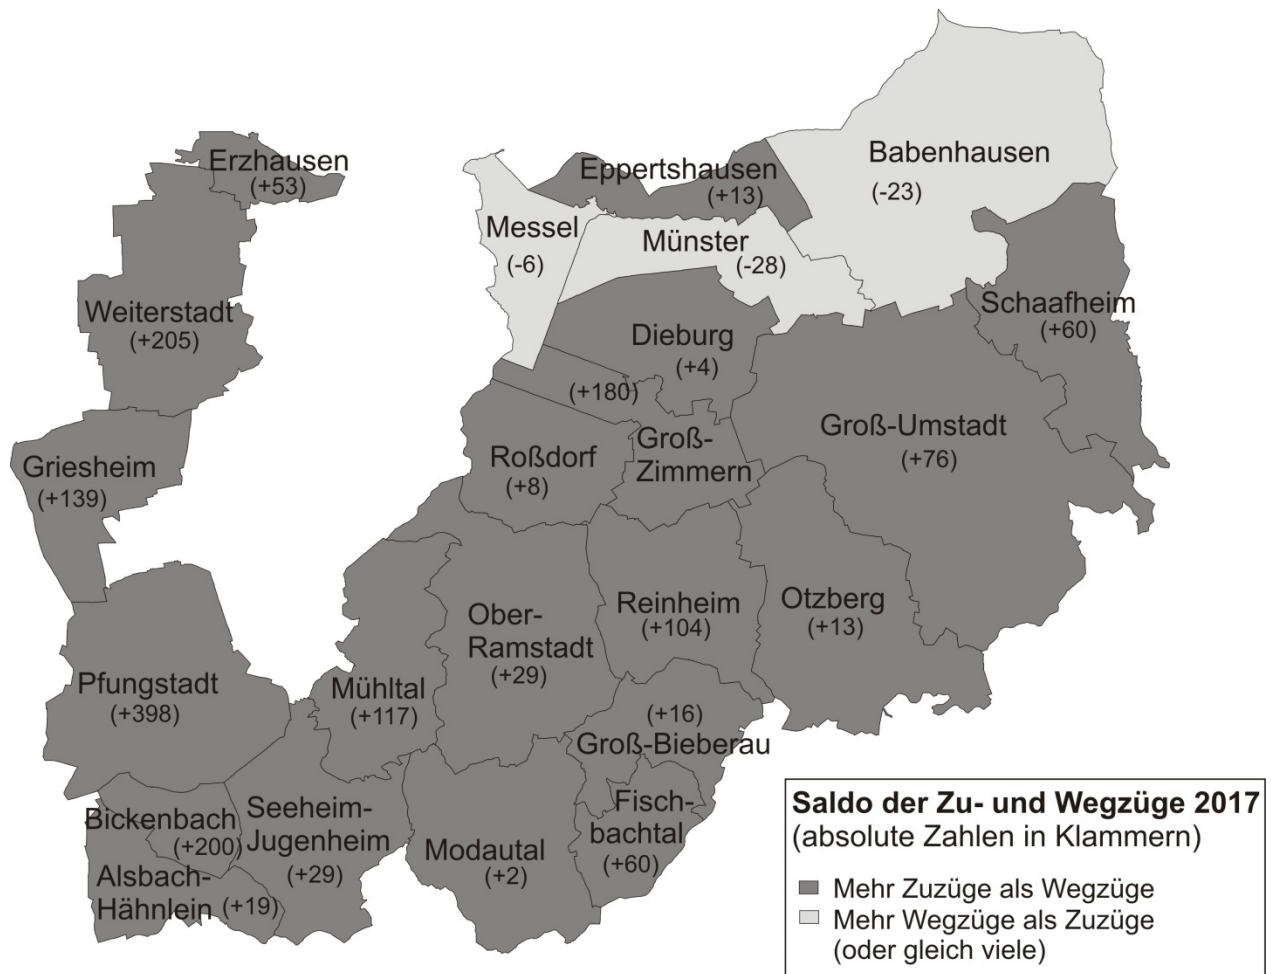 Erzhausen
(+53)
Eppertshausen
(+13)
Babenhausen
(-23)
Messel
(-6)
Münster
(-28)
Weiterstadt
(+205)
Dieburg
(+4)
Schaafheim
(+60)
(+180)
Groß-
Zimmern
Groß-Umstadt
(+76)
Griesheim
(+139)
Roßdorf
(+8)
Ober-
Ramstadt
(+29)
Reinheim
(+104)
Otzberg
(+13)
Pfungstadt
(+398)
Mühltal
(+117)
(+16)
Groß-Bieberau
Bickenbach
(+200)
Seeheim-
Jugenheim
(+29)
Modautal
(+2)
Fisch-
bachtal
(+60)
Alsbach-
Hähnlein (+19)
Saldo der Zu- und Wegzüge 2017
(absolute Zahlen in Klammern)
Mehr Zuzüge als Wegzüge
Mehr Wegzüge als Zuzüge
(oder gleich viele)